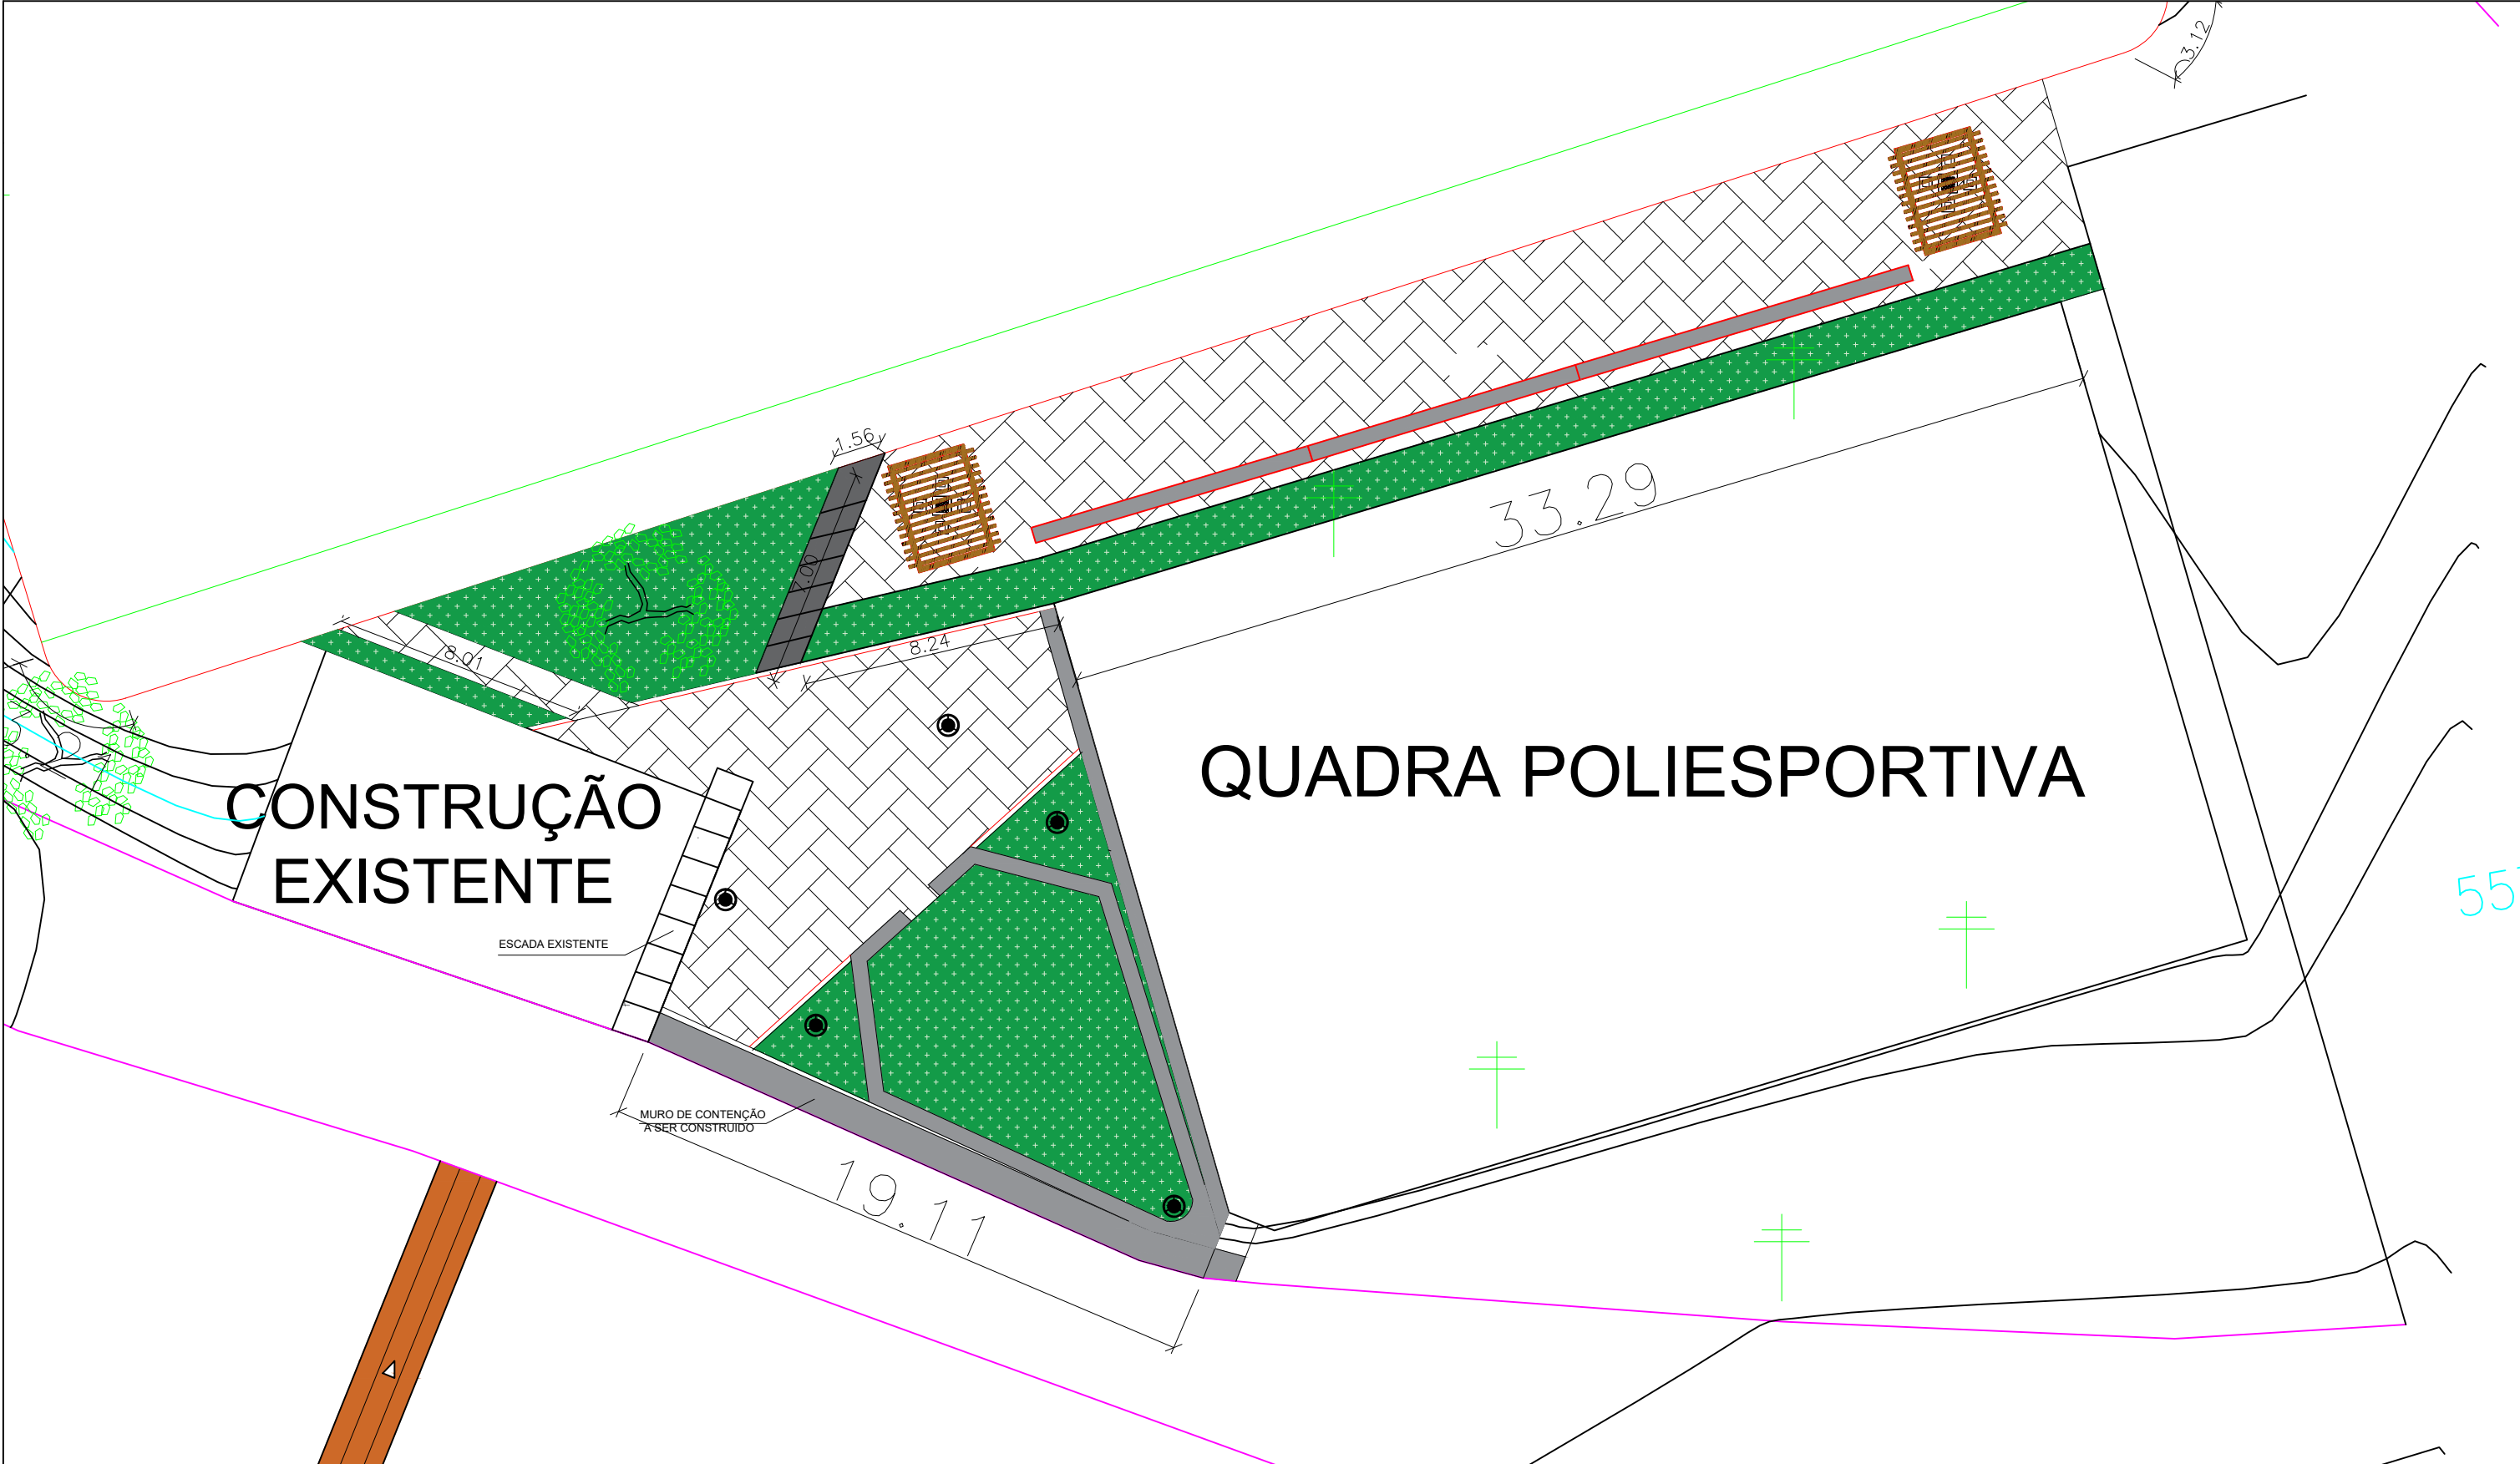 3.12
1.56
33.29
8.01
8.24
QUADRA POLIESPORTIVA
CONSTRUÇÃO
EXISTENTE
ESCADA EXISTENTE
MURO DE CONTENÇÃO
A SER CONSTRUIDO
19.11